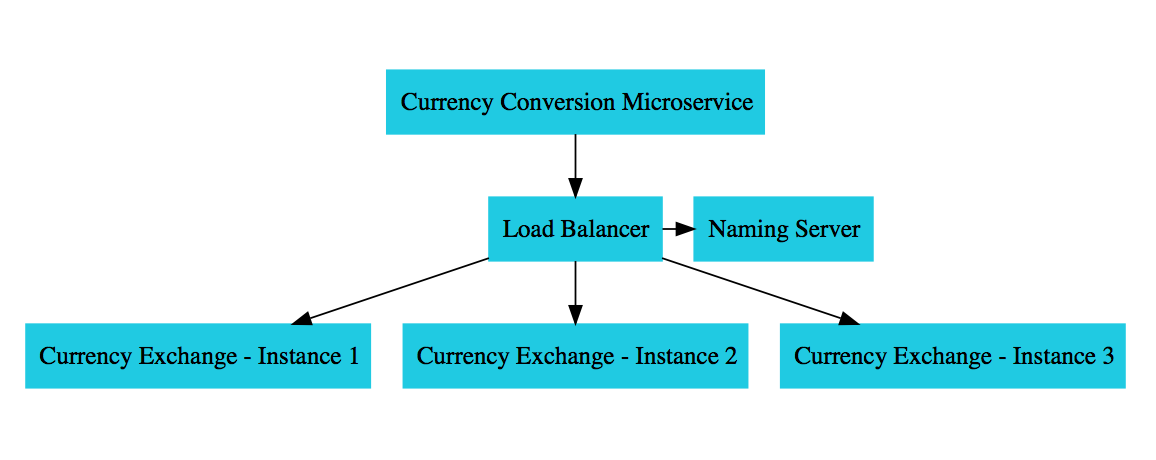 Currency Conversion Microservice
Load Balancer
Naming Server
Currency Exchange - Instance 1
Currency Exchange - Instance 2
Currency Exchange - Instance 3